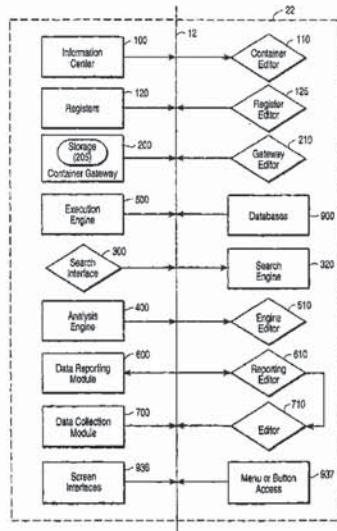 12
22
100
110
Information
Center
Container
Editor
120
125
Registers
Register
Editor
200
210
Storage
(205)
Container Gateway
Gateway
Editor
500
Execution
Engine
Databases
900
300
Search
Interface
Search
Engine
320
400
510
Analysis
Engine
Engine
Editor
600
610
Data Reporting
Module
Reporting
Editor
700
710
Data Collection
Module
Editor
936
937
Screen
Interfaces
Menu or Button
Access